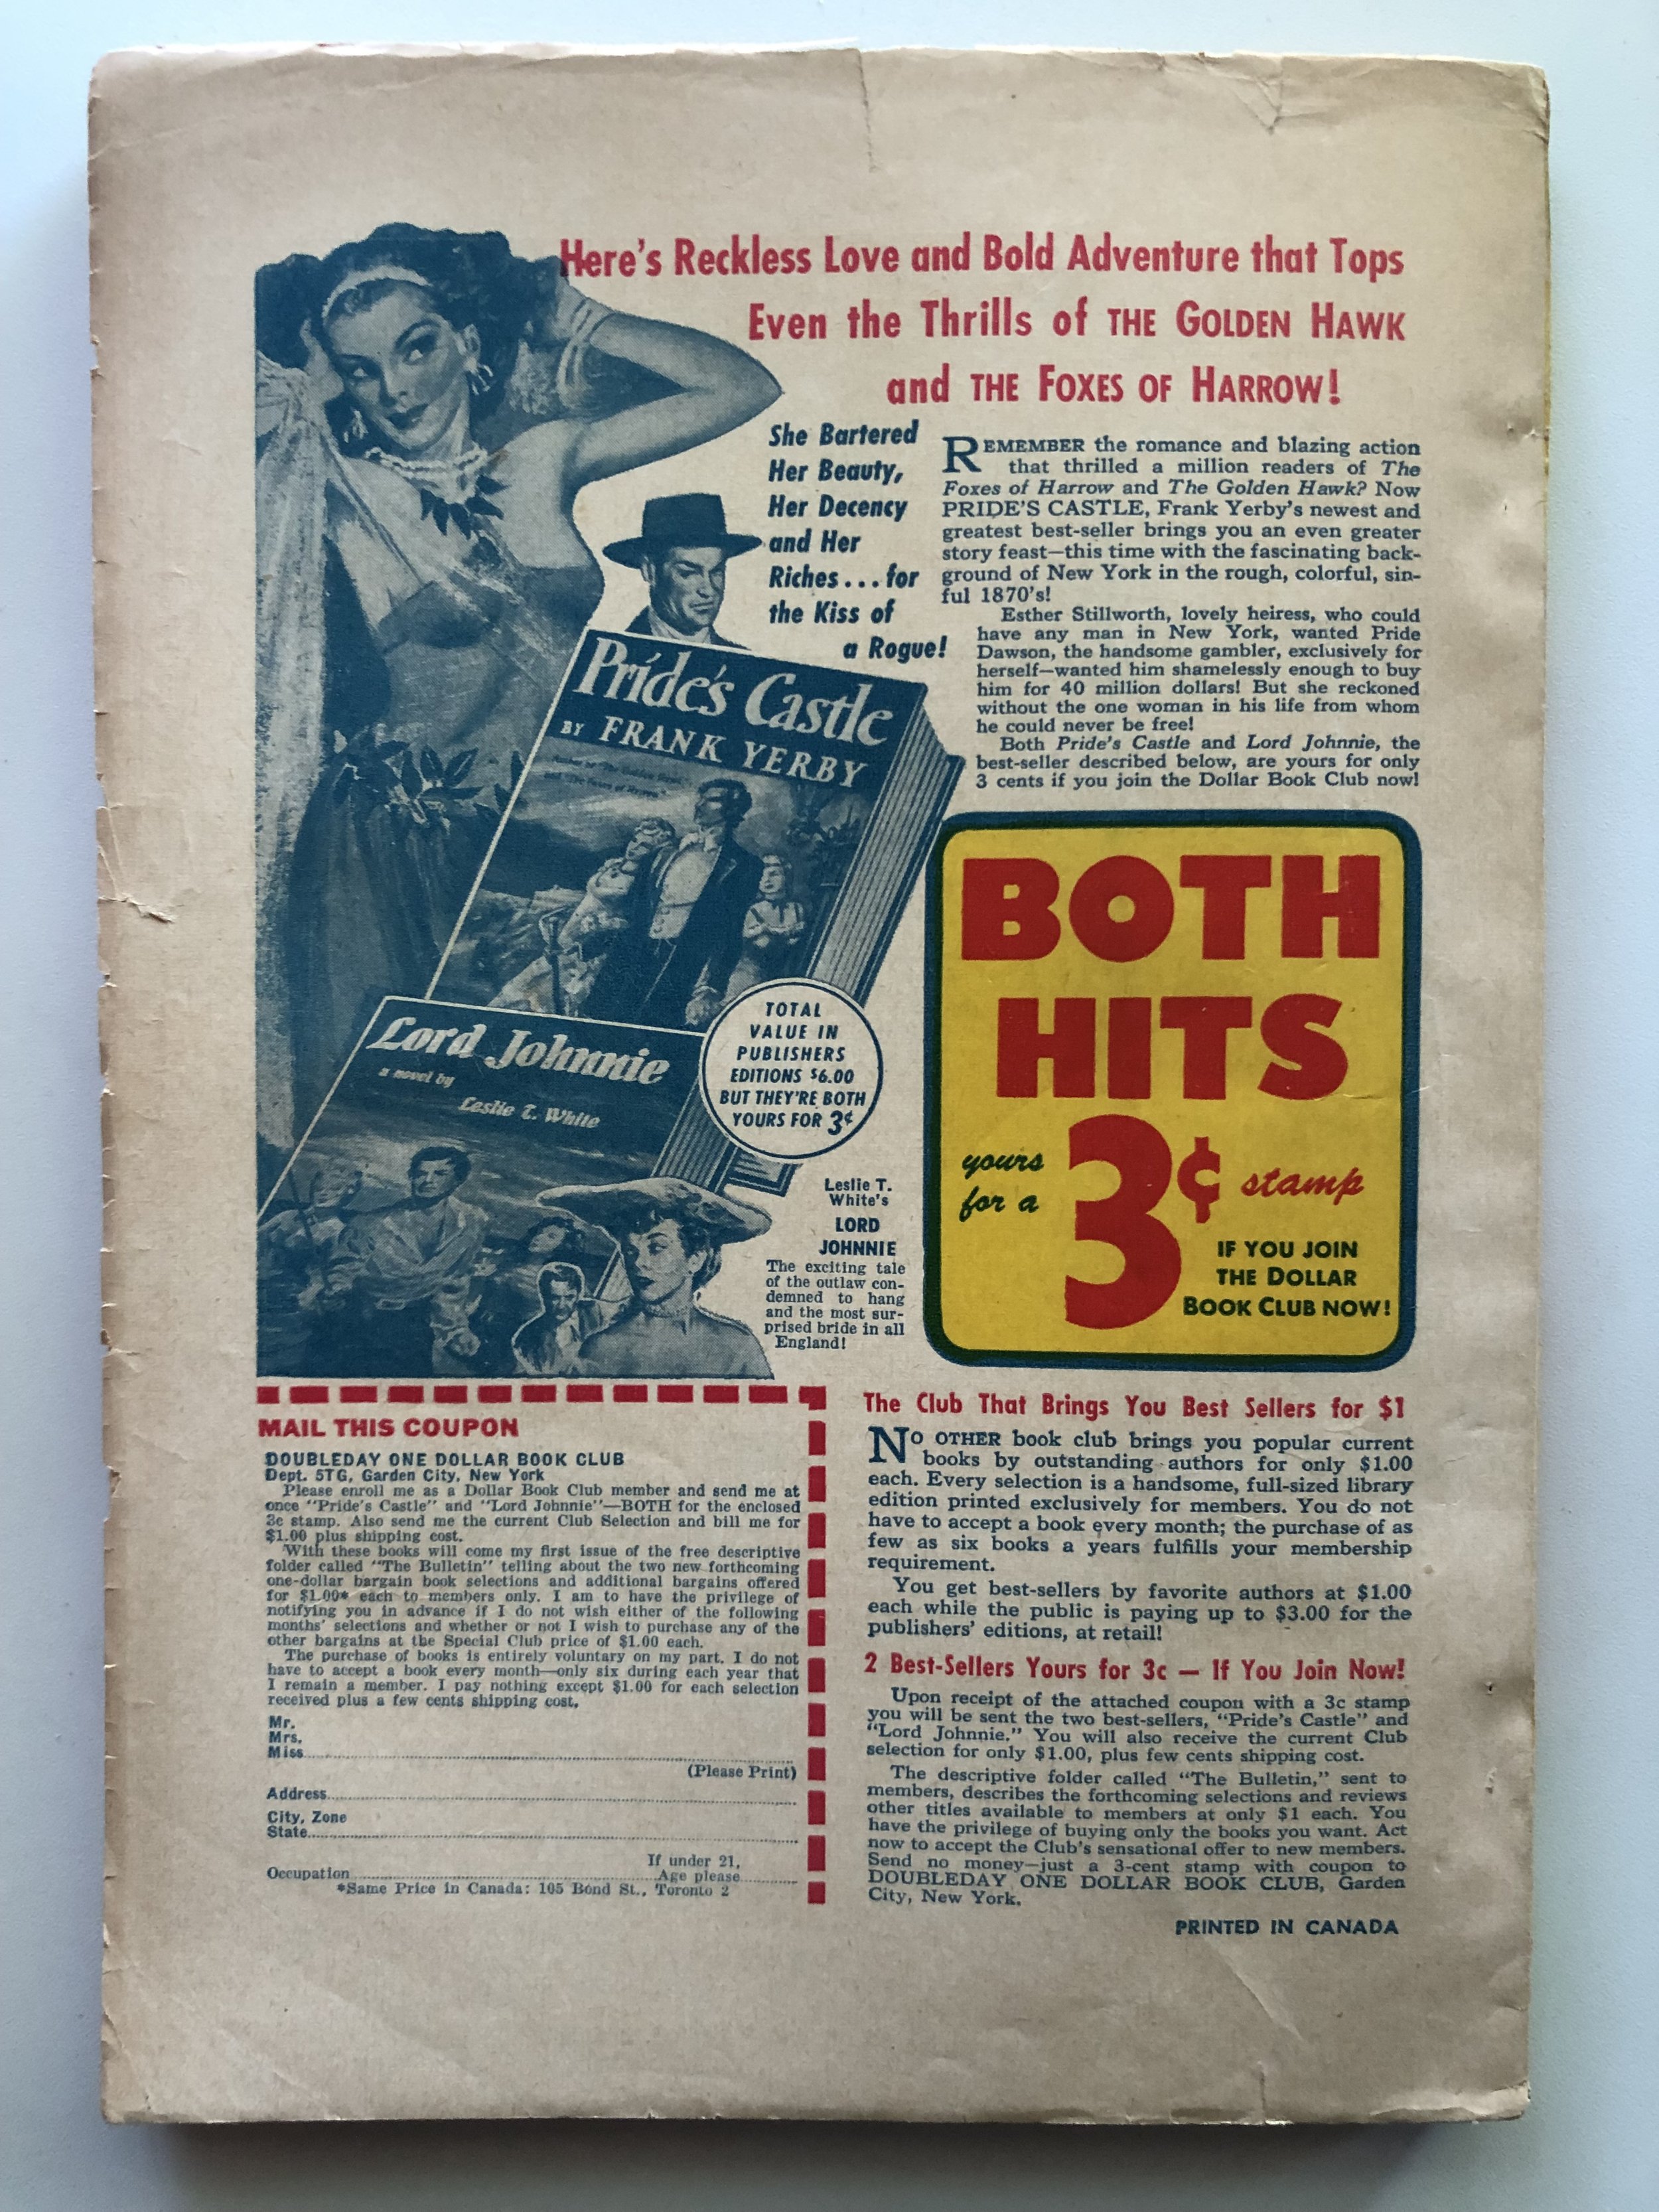 Here's Reckless Love and Bold Adventure that Tops
Even the Thrills of THE GOLDEN HAWK
and THE FOXES OF HARROW!
She Bartered
Her Beauty,
Her Decency
and Her
Riches...for
the Kiss of
a Rogue!
REMEMBER the romance and blazing action
that thrilled a million readers of The
Foxes of Harrow and The Golden Hawk? Now
PRIDE'S CASTLE, Frank Yerby's newest and
greatest best-seller brings you an even greater
story feast—this time with the fascinating back-
ground of New York in the rough, colorful, sin-
ful 1870's!
Esther Stillworth, lovely heiress, who could
have any man in New York, wanted Pride
Dawson, the handsome gambler, exclusively for
herself—wanted him shamelessly enough to buy
him for 40 million dollars! But she reckoned
without the one woman in his life from whom
he could never be free!
Both Pride's Castle and Lord Johnnie, the
best-seller described below, are yours for only
3 cents if you join the Dollar Book Club now!
Pride's Castle
BY FRANK YERBY
Author of "The Golden Hawk"
and "The Foxes of Harrow"
Lord Johnnie
a novel by
Leslie T. White
TOTAL
VALUE IN
PUBLISHERS
EDITIONS $6.00
BUT THEY'RE BOTH
YOURS FOR 3¢
Leslie T.
White's
LORD
JOHNNIE
The exciting tale
of the outlaw con-
demned to hang
and the most sur-
prised bride in all
England!
BOTH
HITS
yours
for a
3¢ stamp
IF YOU JOIN
THE DOLLAR
BOOK CLUB NOW!
MAIL THIS COUPON
DOUBLEDAY ONE DOLLAR BOOK CLUB
Dept. 5TG, Garden City, New York
Please enroll me as a Dollar Book Club member and send me at
once "Pride's Castle" and "Lord Johnnie"—BOTH for the enclosed
3c stamp. Also send me the current Club Selection and bill me for
$1.00 plus shipping cost.
With these books will come my first issue of the free descriptive
folder called "The Bulletin" telling about the two new forthcoming
one-dollar bargain book selections and additional bargains offered
for $1.00* each to members only. I am to have the privilege of
notifying you in advance if I do not wish either of the following
months' selections and whether or not I wish to purchase any of the
other bargains at the Special Club price of $1.00 each.
The purchase of books is entirely voluntary on my part. I do not
have to accept a book every month—only six during each year that
I remain a member. I pay nothing except $1.00 for each selection
received plus a few cents shipping cost.
Mr.
Mrs.
Miss
(Please Print)
Address
City, Zone
State
If under 21,
Occupation Age please
*Same Price in Canada: 105 Bond St., Toronto 2
The Club That Brings You Best Sellers for $1
NO OTHER book club brings you popular current
books by outstanding authors for only $1.00
each. Every selection is a handsome, full-sized library
edition printed exclusively for members. You do not
have to accept a book every month; the purchase of as
few as six books a years fulfills your membership
requirement.
You get best-sellers by favorite authors at $1.00
each while the public is paying up to $3.00 for the
publishers' editions, at retail!
2 Best-Sellers Yours for 3c — If You Join Now!
Upon receipt of the attached coupon with a 3c stamp
you will be sent the two best-sellers, "Pride's Castle" and
"Lord Johnnie." You will also receive the current Club
selection for only $1.00, plus few cents shipping cost.
The descriptive folder called "The Bulletin," sent to
members, describes the forthcoming selections and reviews
other titles available to members at only $1 each. You
have the privilege of buying only the books you want. Act
now to accept the Club's sensational offer to new members.
Send no money—just a 3-cent stamp with coupon to
DOUBLEDAY ONE DOLLAR BOOK CLUB, Garden
City, New York.
PRINTED IN CANADA